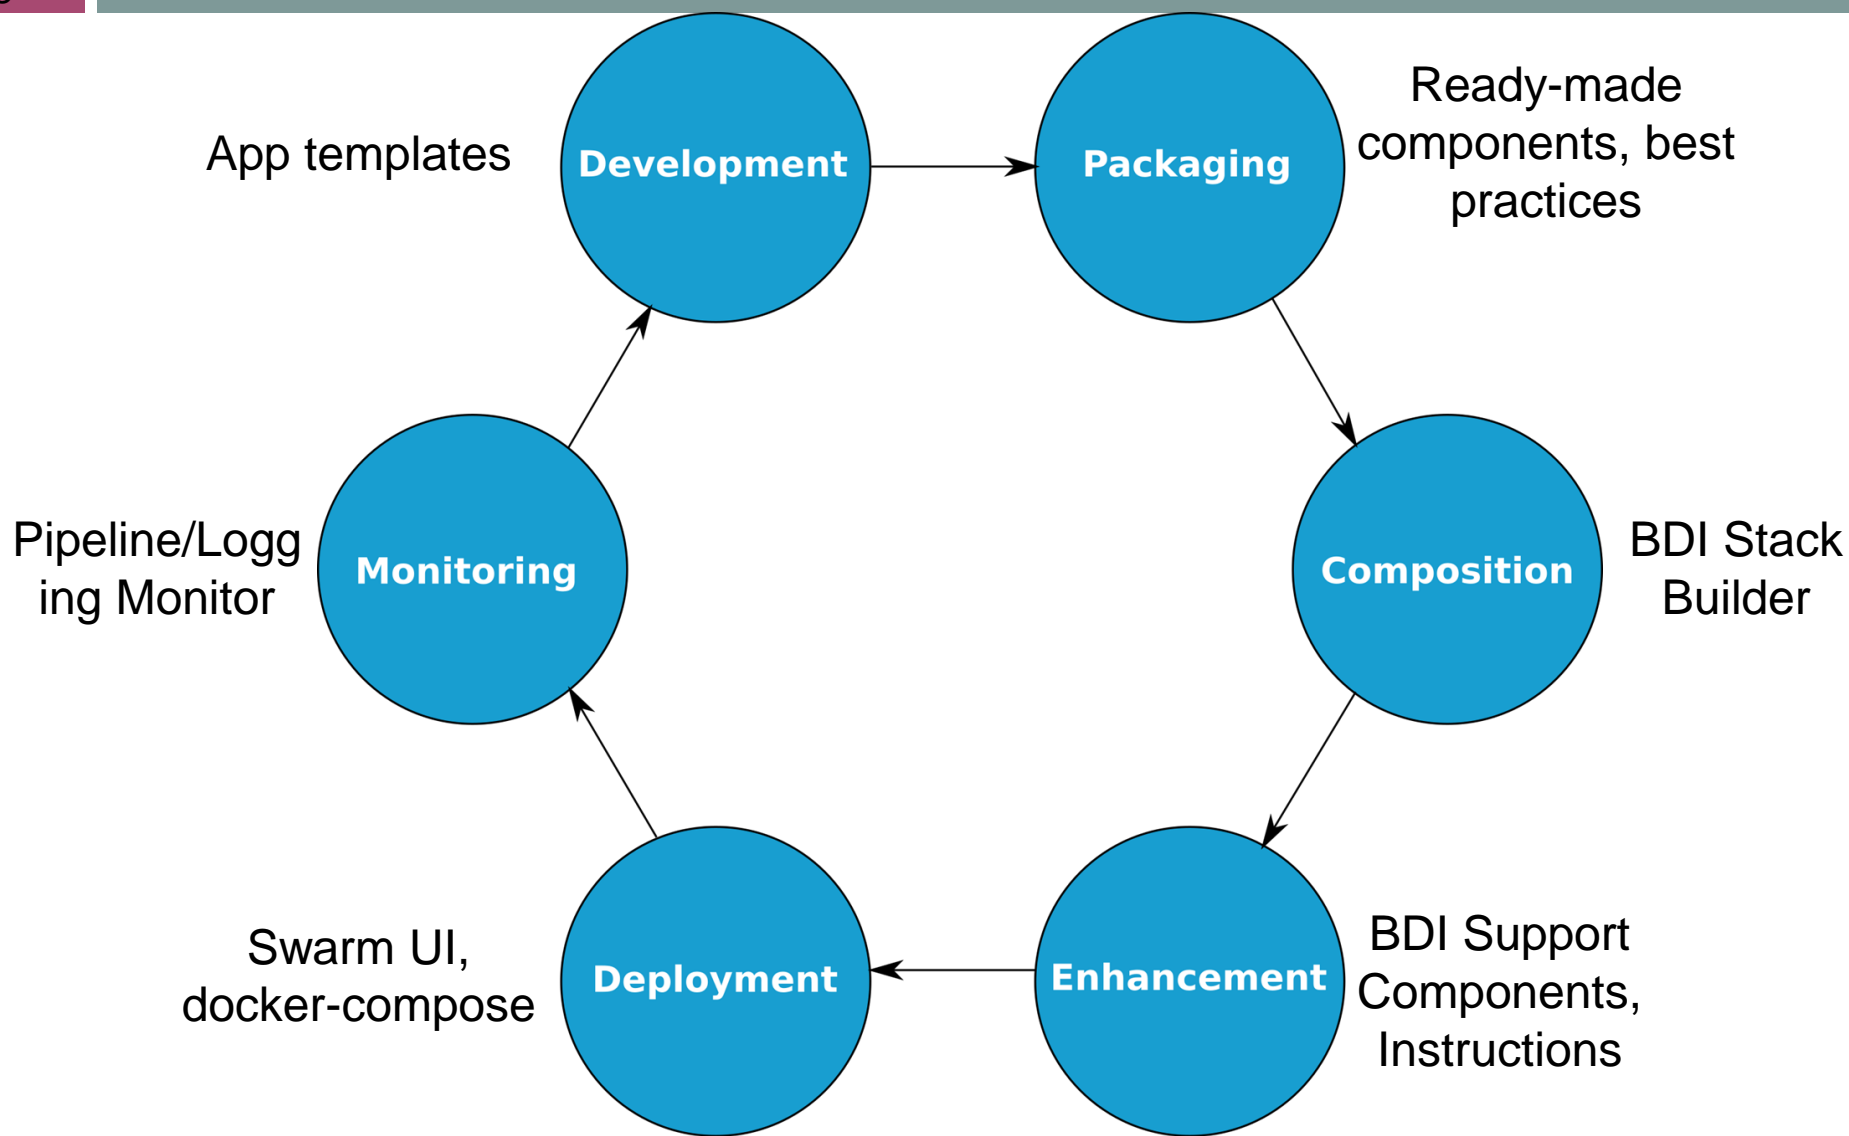 App templates
Development
Packaging
Ready-made
components, best
practices
Pipeline/Logg
ing Monitor
Monitoring
Composition
BDI Stack
Builder
Swarm UI,
docker-compose
Deployment
Enhancement
BDI Support
Components,
Instructions